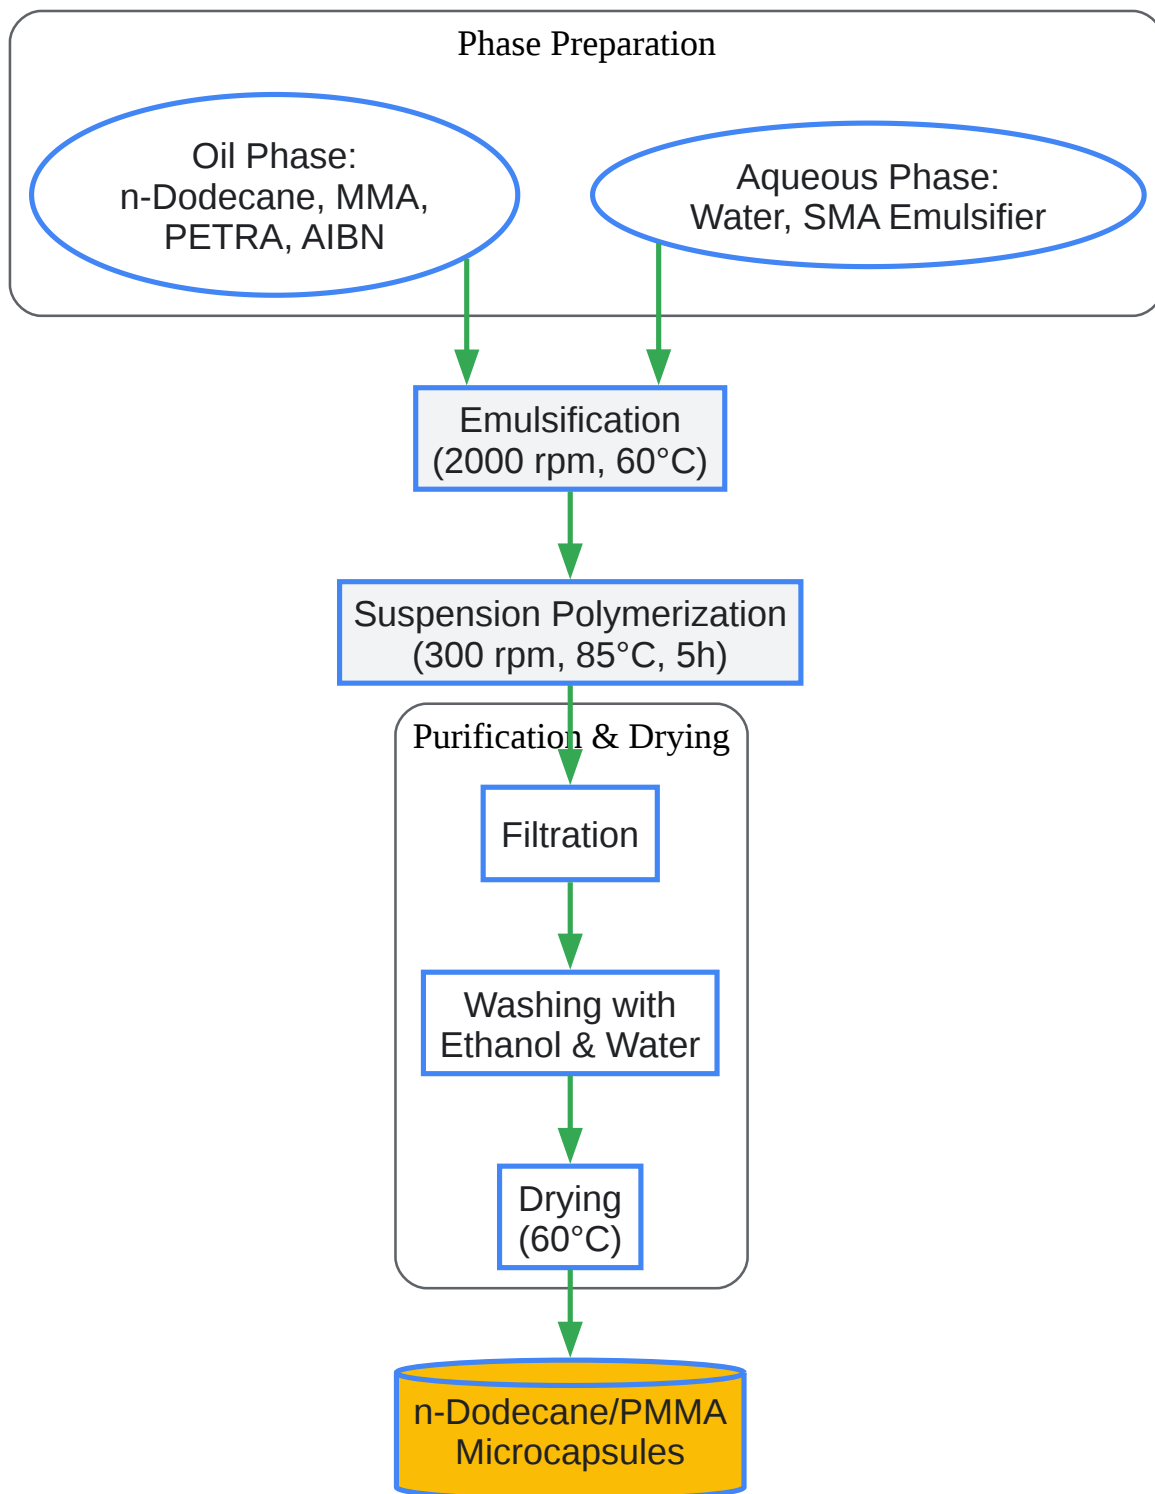 Phase Preparation
Oil Phase:
n-Dodecane, MMA,
PETRA, AIBN
Aqueous Phase:
Water, SMA Emulsifier
Emulsification
(2000 rpm, 60°C)
Suspension Polymerization
(300 rpm, 85°C, 5h)
Purification & Drying
Filtration
Washing with
Ethanol & Water
Drying
(60°C)
n-Dodecane/PMMA
Microcapsules